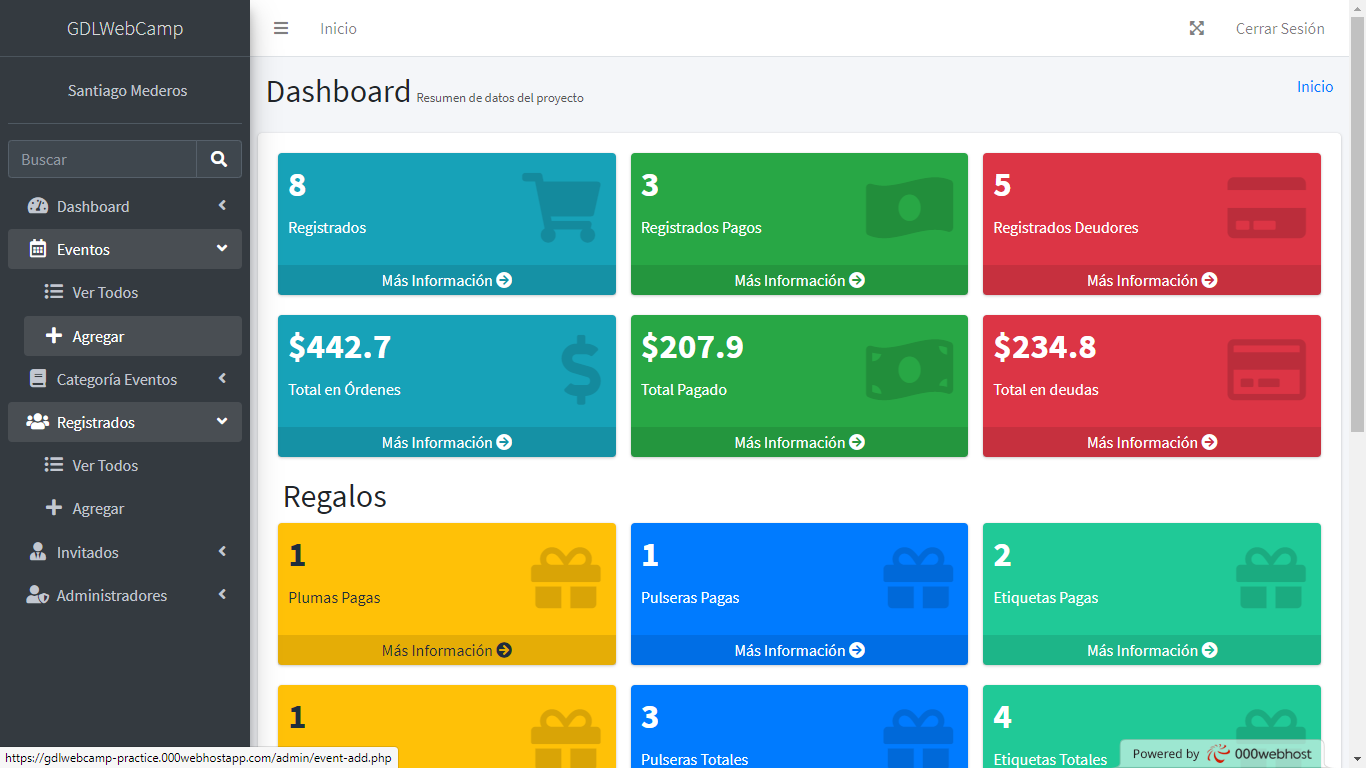 GDLWebCamp
Inicio
Cerrar Sesión
Santiago Mederos
Buscar
Dashboard
Eventos
Ver Todos
Agregar
Categoría Eventos
Registrados
Ver Todos
Agregar
Invitados
Administradores
Dashboard Resumen de datos del proyecto
Inicio
8
Registrados
Más Información
3
Registrados Pagos
Más Información
5
Registrados Deudores
Más Información
$442.7
Total en Órdenes
Más Información
$207.9
Total Pagado
Más Información
$234.8
Total en deudas
Más Información
Regalos
1
Plumas Pagas
Más Información
1
Pulseras Pagas
Más Información
2
Etiquetas Pagas
Más Información
1
3
Pulseras Totales
4
Etiquetas Totales
Powered by 000webhost
https://gdlwebcamp-practice.000webhostapp.com/admin/event-add.php